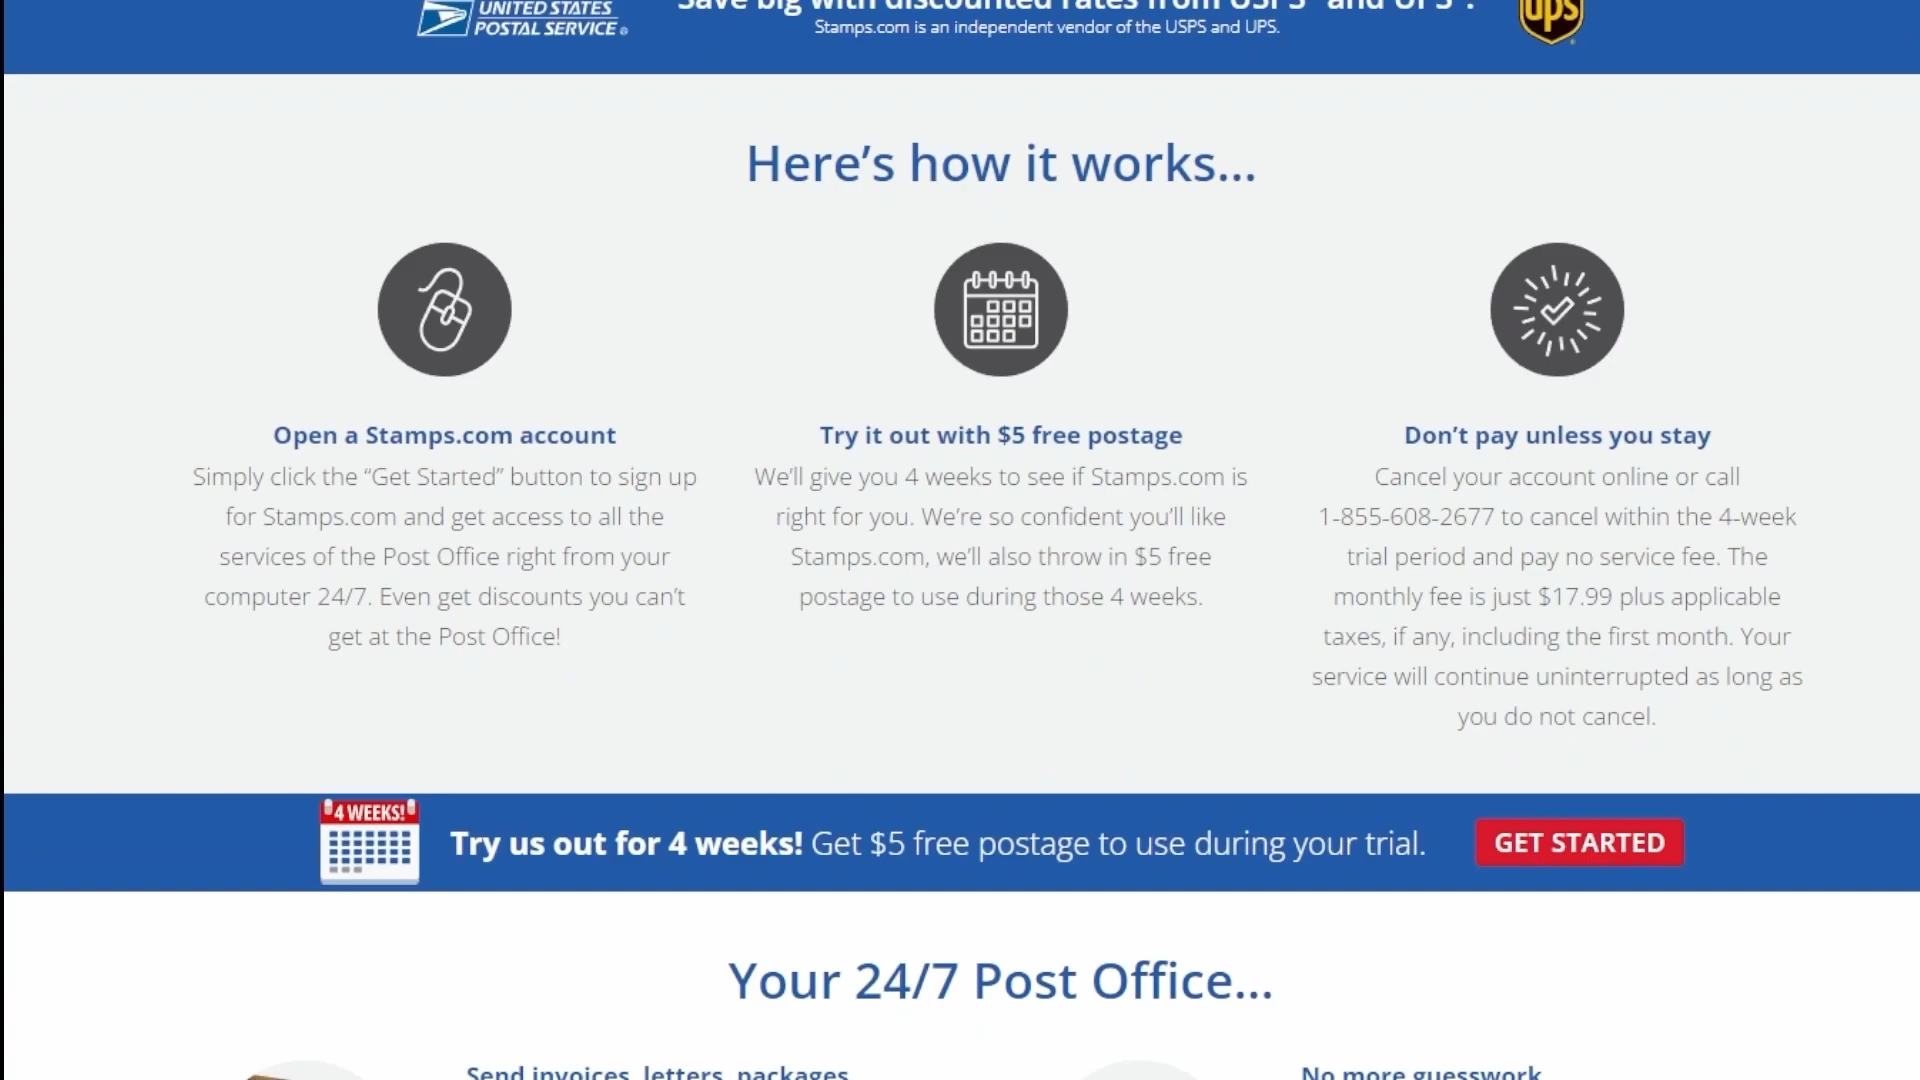 UNITED STATES
POSTAL SERVICE®
Save big with discounted rates from USPS® and UPS®.
Stamps.com is an independent vendor of the USPS and UPS.
ups
Here’s how it works...
Open a Stamps.com account
Simply click the “Get Started” button to sign up
for Stamps.com and get access to all the
services of the Post Office right from your
computer 24/7. Even get discounts you can’t
get at the Post Office!
Try it out with $5 free postage
We’ll give you 4 weeks to see if Stamps.com is
right for you. We’re so confident you’ll like
Stamps.com, we’ll also throw in $5 free
postage to use during those 4 weeks.
Don’t pay unless you stay
Cancel your account online or call
1-855-608-2677 to cancel within the 4-week
trial period and pay no service fee. The
monthly fee is just $17.99 plus applicable
taxes, if any, including the first month. Your
service will continue uninterrupted as long as
you do not cancel.
4 WEEKS!
Try us out for 4 weeks! Get $5 free postage to use during your trial.
GET STARTED
Your 24/7 Post Office...
Send invoices, letters, packages
No more guesswork